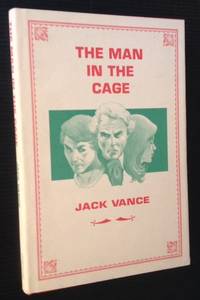 THE MAN
IN THE
CAGE
JACK VANCE